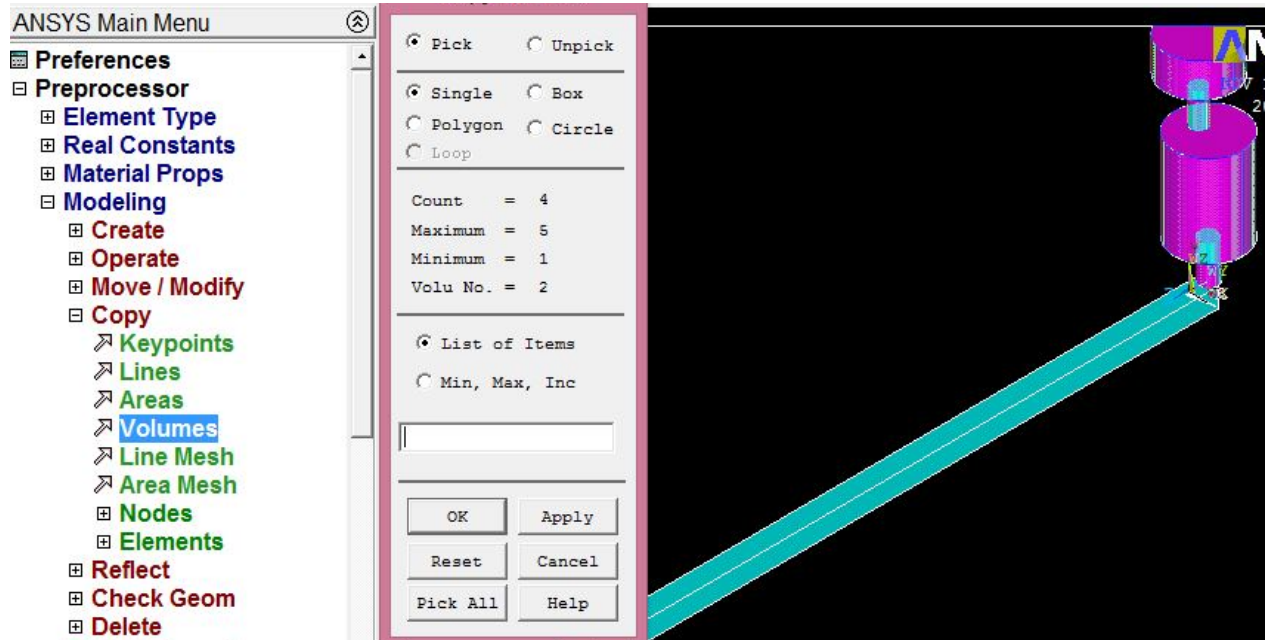 ANSYS Main Menu
Preferences
Preprocessor
Element Type
Real Constants
Material Props
Modeling
Create
Operate
Move / Modify
Copy
Keypoints
Lines
Areas
Volumes
Line Mesh
Area Mesh
Nodes
Elements
Reflect
Check Geom
Delete
Pick Unpick
Single Box
Polygon Circle
Loop
Count = 4
Maximum = 5
Minimum = 1
Volu No. = 2
List of Items
Min, Max, Inc
OK Apply
Reset Cancel
Pick All Help
AN
WZ
WY